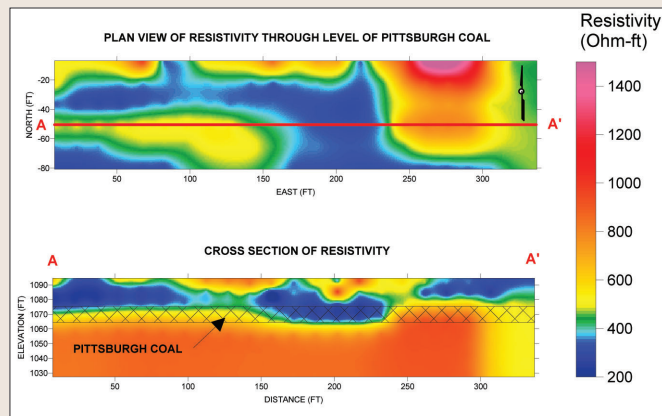 PLAN VIEW OF RESISTIVITY THROUGH LEVEL OF PITTSBURGH COAL
Resistivity
(Ohm-ft)
-20
-40
-60
-80
NORTH (FT)
A
A'
50
100
150
200
250
300
EAST (FT)
1400
1200
1000
800
600
400
200
A
A'
CROSS SECTION OF RESISTIVITY
1090
1080
1070
1060
1050
1040
1030
ELEVATION (FT)
PITTSBURGH COAL
50
100
150
200
250
300
DISTANCE (FT)